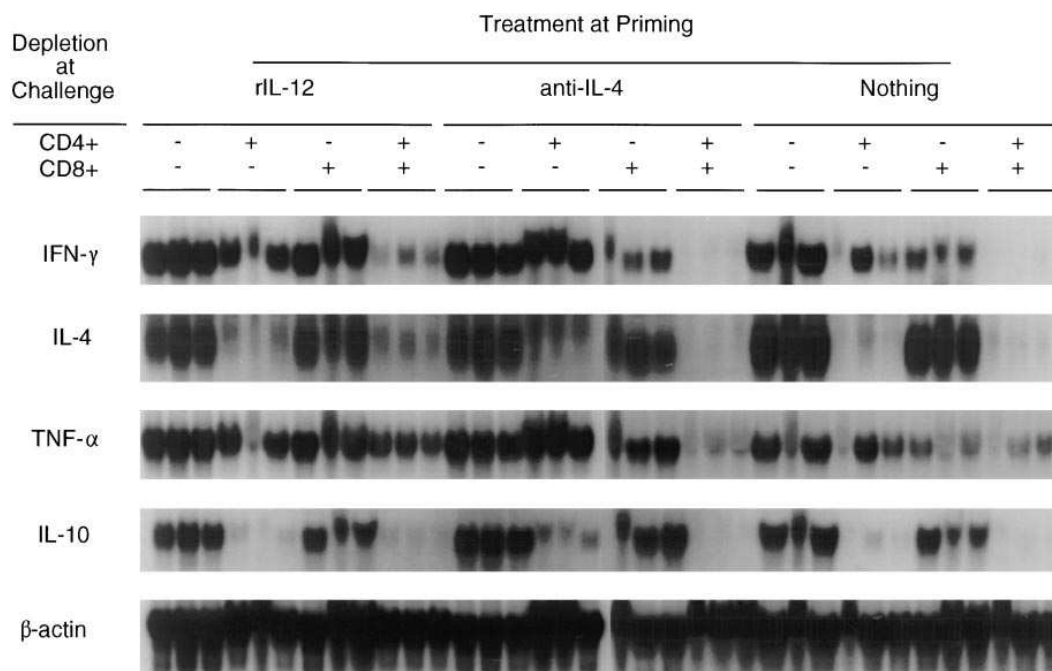 Treatment at Priming
Depletion
at
Challenge
rIL-12 anti-IL-4 Nothing
CD4+ - + - + - + - + - + - +
CD8+ - - + + - - + + - - + +
IFN-γ
IL-4
TNF-α
IL-10
β-actin